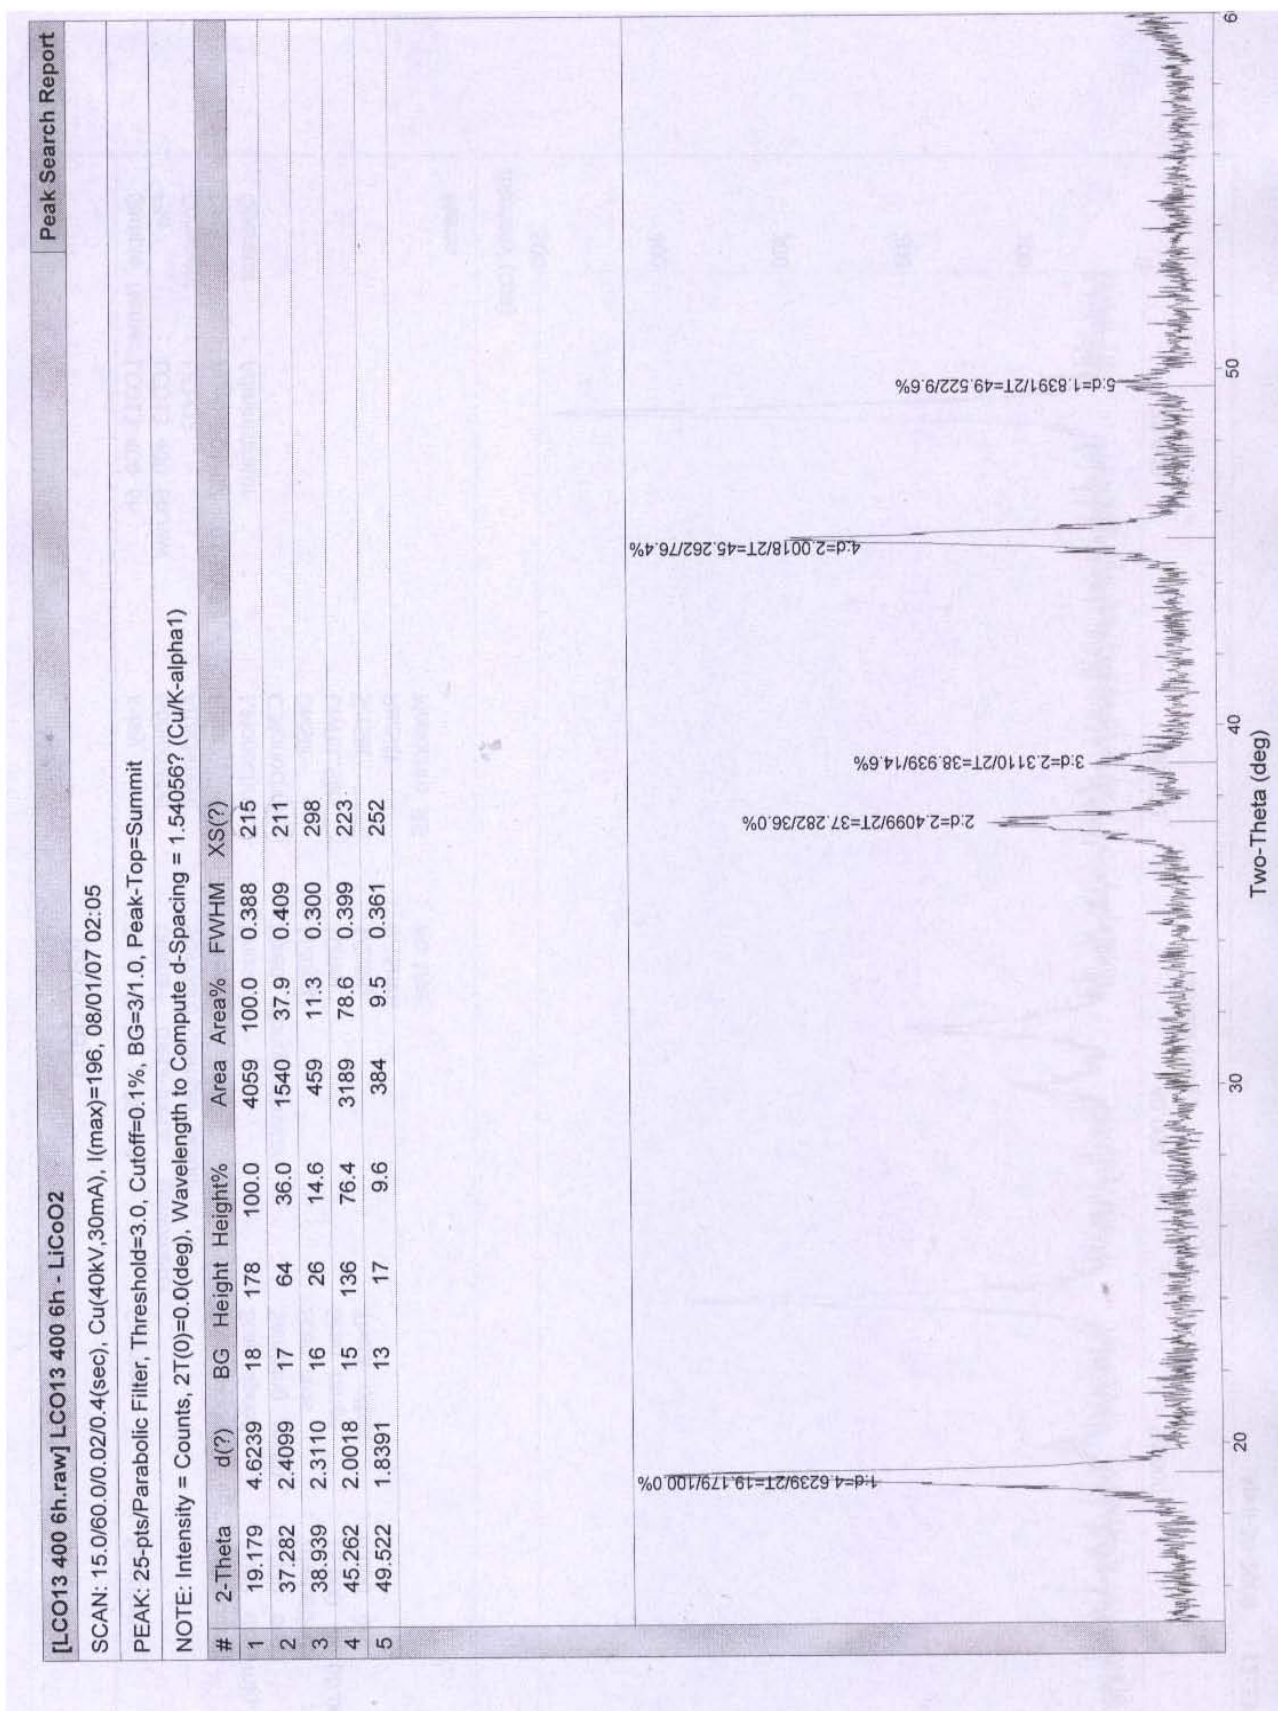 [LCO13 400 6h.raw] LCO13 400 6h - LiCoO2 Peak Search Report
SCAN: 15.0/60.0/0.02/0.4(sec), Cu(40kV,30mA), I(max)=196, 08/01/07 02:05
PEAK: 25-pts/Parabolic Filter, Threshold=3.0, Cutoff=0.1%, BG=3/1.0, Peak-Top=Summit
NOTE: Intensity = Counts, 2T(0)=0.0(deg), Wavelength to Compute d-Spacing = 1.54056? (Cu/K-alpha1)
# 2-Theta d(?) BG Height Height% Area Area% FWHM XS(?)
1 19.179 4.6239 18 178 100.0 4059 100.0 0.388 215
2 37.282 2.4099 17 64 36.0 1540 37.9 0.409 211
3 38.939 2.3110 16 26 14.6 459 11.3 0.300 298
4 45.262 2.0018 15 136 76.4 3189 78.6 0.399 223
5 49.522 1.8391 13 17 9.6 384 9.5 0.361 252
1:d=4.6239/2T=19.179/100.0%
2:d=2.4099/2T=37.282/36.0%
3:d=2.3110/2T=38.939/14.6%
4:d=2.0018/2T=45.262/76.4%
5:d=1.8391/2T=49.522/9.6%
20 30 40 50 6
Two-Theta (deg)